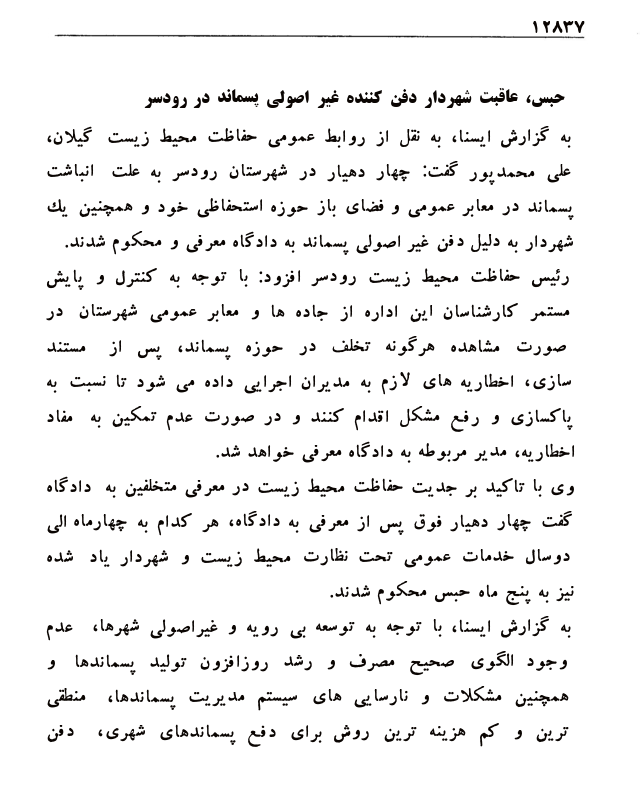 ۱۲۸۳۷
حبس، عاقبت شهردار دفن کننده غیر اصولی پسماند در رودسر
به گزارش ایسنا، به نقل از روابط عمومی حفاظت محیط زیست گیلان،
علی محمدپور گفت: چهار دهیار در شهرستان رودسر به علت انباشت
پسماند در معابر عمومی و فضای باز حوزه استحفاظی خود و همچنین یك
شهردار به دلیل دفن غیر اصولی پسماند به دادگاه معرفی و محکوم شدند.
رئیس حفاظت محیط زیست رودسر افزود: با توجه به کنترل و پایش
مستمر کارشناسان این اداره از جاده ها و معابر عمومی شهرستان در
صورت مشاهده هرگونه تخلف در حوزه پسماند، پس از مستند
سازی، اخطاریه های لازم به مدیران اجرایی داده می شود تا نسبت به
پاکسازی و رفع مشکل اقدام کنند و در صورت عدم تمکین به مفاد
اخطاریه، مدیر مربوطه به دادگاه معرفی خواهد شد.
وی با تاکید بر جدیت حفاظت محیط زیست در معرفی متخلفین به دادگاه
گفت چهار دهیار فوق پس از معرفی به دادگاه، هر کدام به چهارماه الی
دوسال خدمات عمومی تحت نظارت محیط زیست و شهردار یاد شده
نیز به پنج ماه حبس محکوم شدند.
به گزارش ایسنا، با توجه به توسعه بی رویه و غیراصولی شهرها، عدم
وجود الگوی صحیح مصرف و رشد روزافزون تولید پسماندها و
همچنین مشکلات و نارسایی های سیستم مدیریت پسماندها، منطقی
ترین و کم هزینه ترین روش برای دفع پسماندهای شهری، دفن